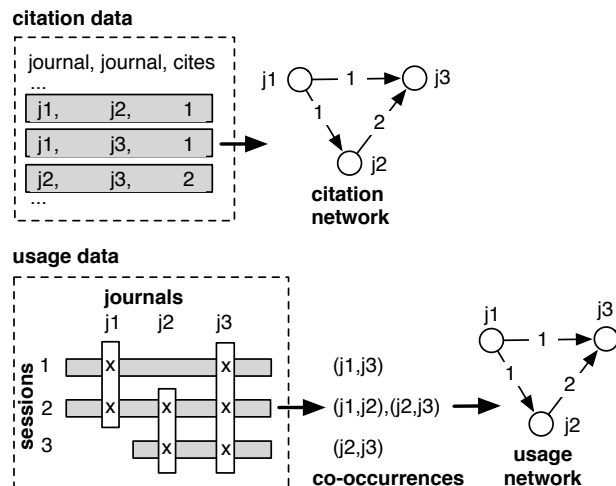 citation data
journal, journal, cites
...
j1, j2, 1
j1, j3, 1
j2, j3, 2
...
j1 1 j3
1 2
j2
citation
network
usage data
journals
j1 j2 j3
sessions
1 x x
2 x x x
3 x x
(j1,j3)
(j1,j2),(j2,j3)
(j2,j3)
co-occurrences
j3
j1
1
1 2
j2
usage
network